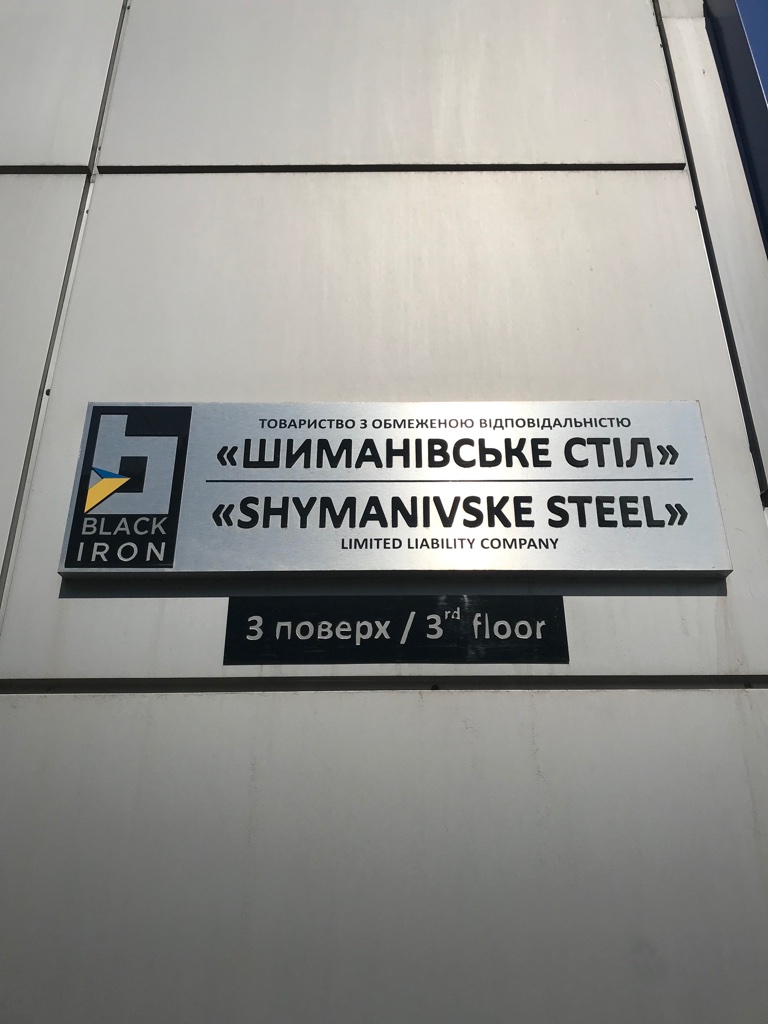 BLACK
IRON
ТОВАРИСТВО З ОБМЕЖЕНОЮ ВІДПОВІДАЛЬНІСТЮ
«ШИМАНІВСЬКЕ СТІЛ»
«SHYMANIVSKE STEEL»
LIMITED LIABILITY COMPANY
3 поверх / 3rd floor